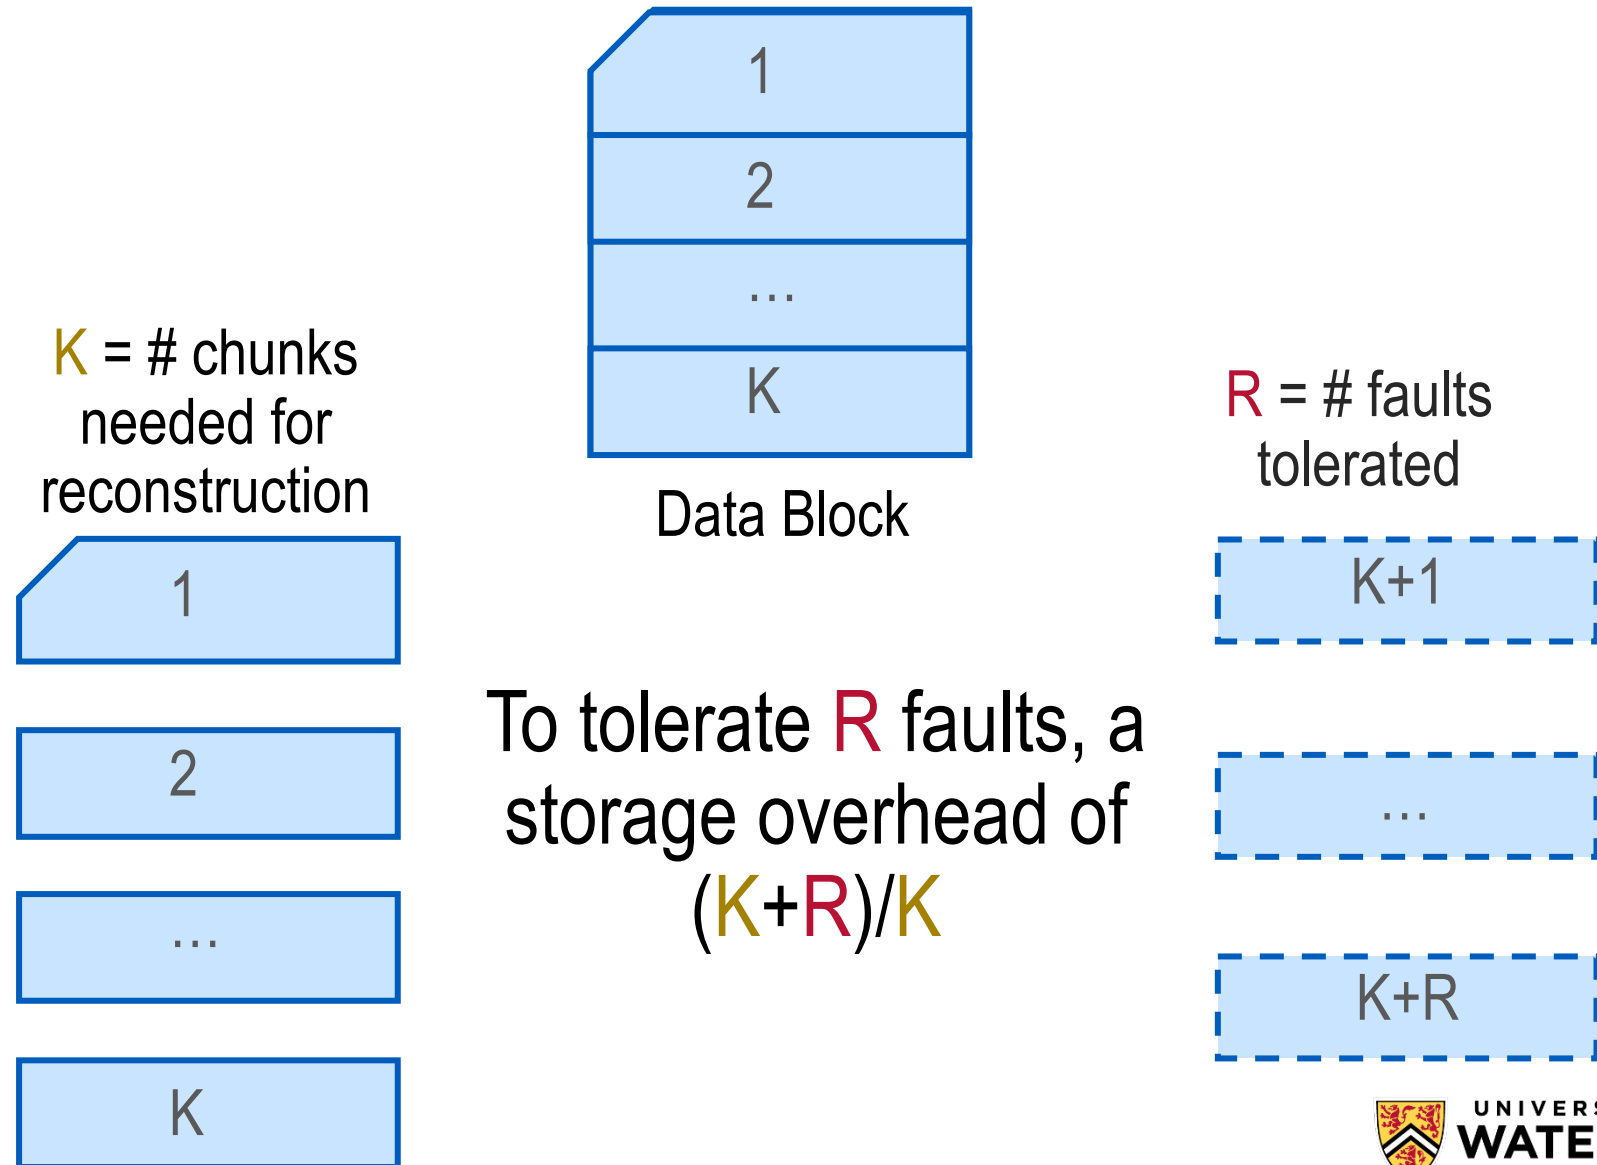 1
2
…
K
Data Block
K = # chunks
needed for
reconstruction
1
2
…
K
To tolerate R faults, a
storage overhead of
(K+R)/K
R = # faults
tolerated
K+1
…
K+R